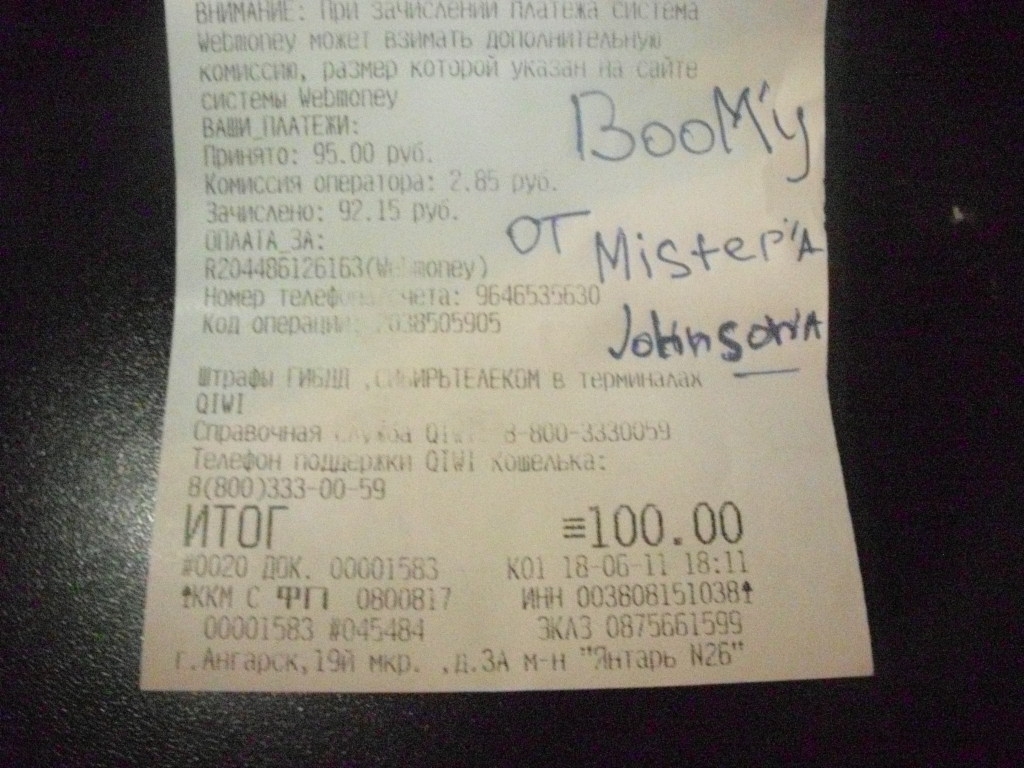 ВНИМАНИЕ: При зачислении платежа система
Webmoney может взимать дополнительную
комиссию, размер которой указан на сайте
системы Webmoney
ВАШИ_ПЛАТЕЖИ:
Принято: 95.00 руб.
Комиссия оператора: 2.85 руб.
Зачислено: 92.15 руб.
ОПЛАТА_ЗА:
R204486126163(Webmoney)
Номер телефона/счета: 9646535630
Код операции:
BooM'y
от Mister'a
Johnson'a
Штрафы ГИБДД ,СИБИРЬТЕЛЕКОМ в терминалах
QIWI
Справочная служба QIWI: 8-800-3330059
Телефон поддержки QIWI Кошелька:
8(800)333-00-59
ИТОГ ≡100.00
#0020 ДОК. 00001583 К01 18-06-11 18:11
ККМ С ФП 0800817 ИНН 003808151038
00001583 #045484 ЭКЛЗ 0875661599
г.Ангарск,19й мкр. ,д.3А м-н "Янтарь N26"